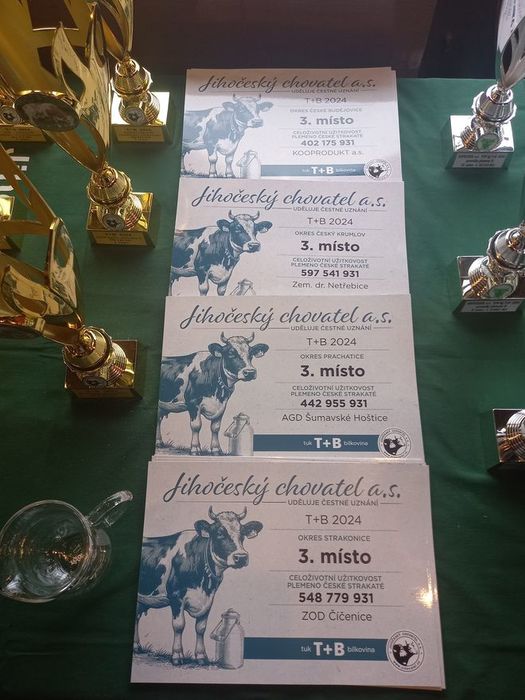 Jihočeský chovatel a.s.
UDĚLUJE ČESTNÉ UZNÁNÍ
T+B 2024
OKRES ČESKÉ BUDĚJOVICE
3. místo
CELOŽIVOTNÍ UŽITKOVOST
PLEMENO ČESKÉ STRAKATÉ
402 175 931
KOOPRODUKT a.s.
tuk T+B bílkovina
Jihočeský chovatel a.s.
UDĚLUJE ČESTNÉ UZNÁNÍ
T+B 2024
OKRES ČESKÝ KRUMLOV
3. místo
CELOŽIVOTNÍ UŽITKOVOST
PLEMENO ČESKÉ STRAKATÉ
597 541 931
Zem. dr. Netřebice
Jihočeský chovatel a.s.
UDĚLUJE ČESTNÉ UZNÁNÍ
T+B 2024
OKRES PRACHATICE
3. místo
CELOŽIVOTNÍ UŽITKOVOST
PLEMENO ČESKÉ STRAKATÉ
442 955 931
AGD Šumavské Hoštice
tuk T+B bílkovina
Jihočeský chovatel a.s.
UDĚLUJE ČESTNÉ UZNÁNÍ
T+B 2024
OKRES STRAKONICE
3. místo
CELOŽIVOTNÍ UŽITKOVOST
PLEMENO ČESKÉ STRAKATÉ
548 779 931
ZOD Číčenice
tuk T+B bílkovina